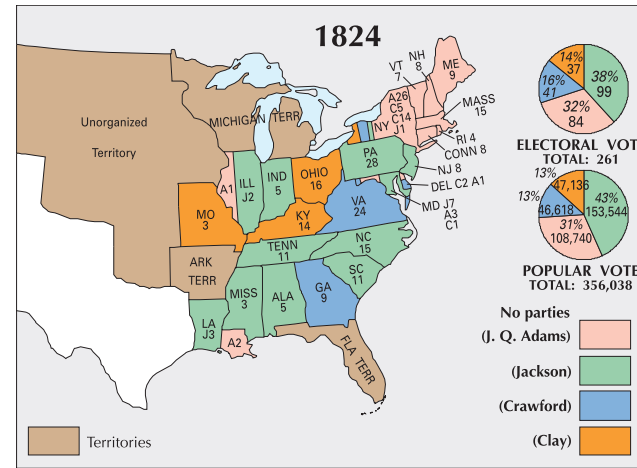 1824
Unorganized
Territory
MICHIGAN TERR
VT
7
NH
8
ME
9
A26
C5
C14
J1
NY
MASS
15
RI 4
CONN 8
NJ 8
DEL C2 A1
MD J7
A3
C1
PA
28
A1
ILL
J2
IND
5
OHIO
16
MO
3
KY
14
VA
24
TENN
11
NC
15
ARK
TERR
SC
11
MISS
3
ALA
5
GA
9
LA
J3
A2
FLA TERR
14%
37
16%
41
38%
99
32%
84
ELECTORAL VOT
TOTAL: 261
13%
47,136
13%
46,618
43%
153,544
31%
108,740
POPULAR VOTE
TOTAL: 356,038
No parties
(J. Q. Adams)
(Jackson)
(Crawford)
(Clay)
Territories